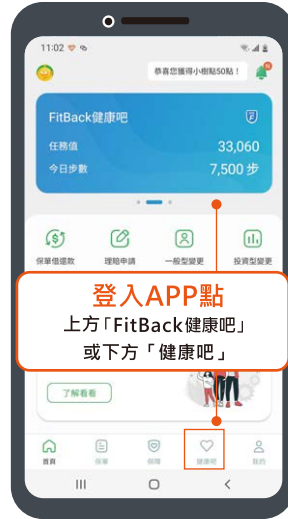 11:02
恭喜您獲得小樹點50點！
FitBack健康吧
任務值 33,060
今日步數 7,500 步
保單借還款 理賠申請 一般型變更 投資型變更
登入APP點
上方「FitBack健康吧」
或下方「健康吧」
了解看看
首頁 保單 保障 健康吧 我的